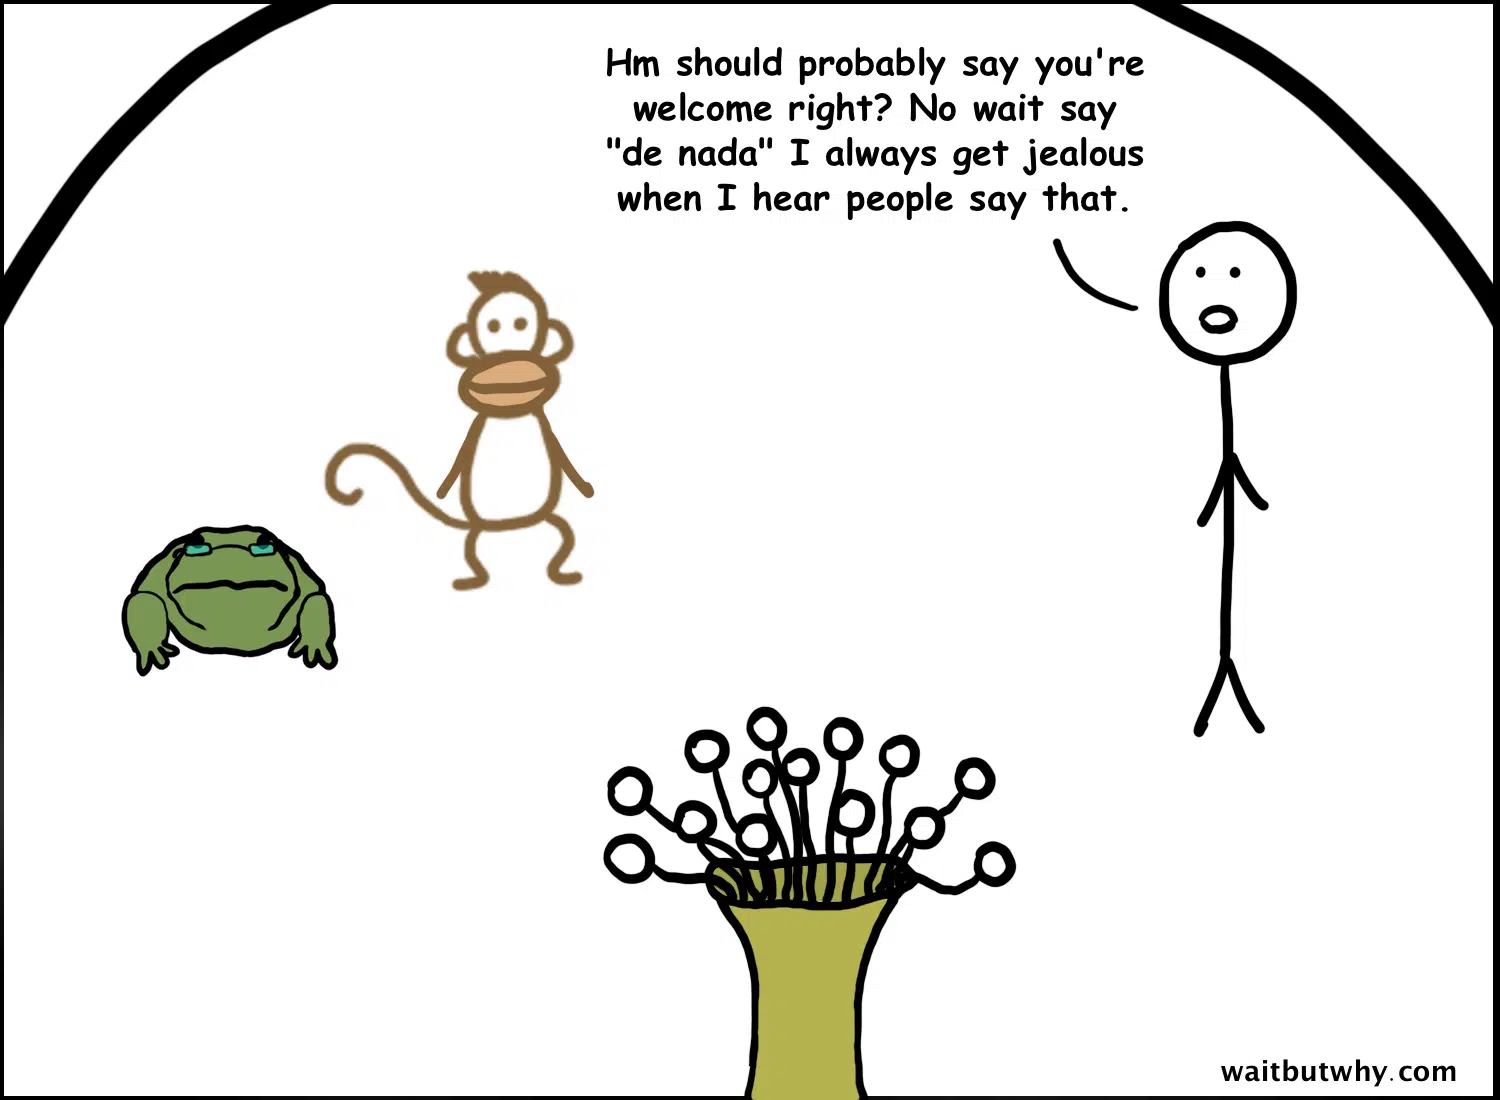 Hm should probably say you're
welcome right? No wait say
"de nada" I always get jealous
when I hear people say that.
waitbutwhy.com